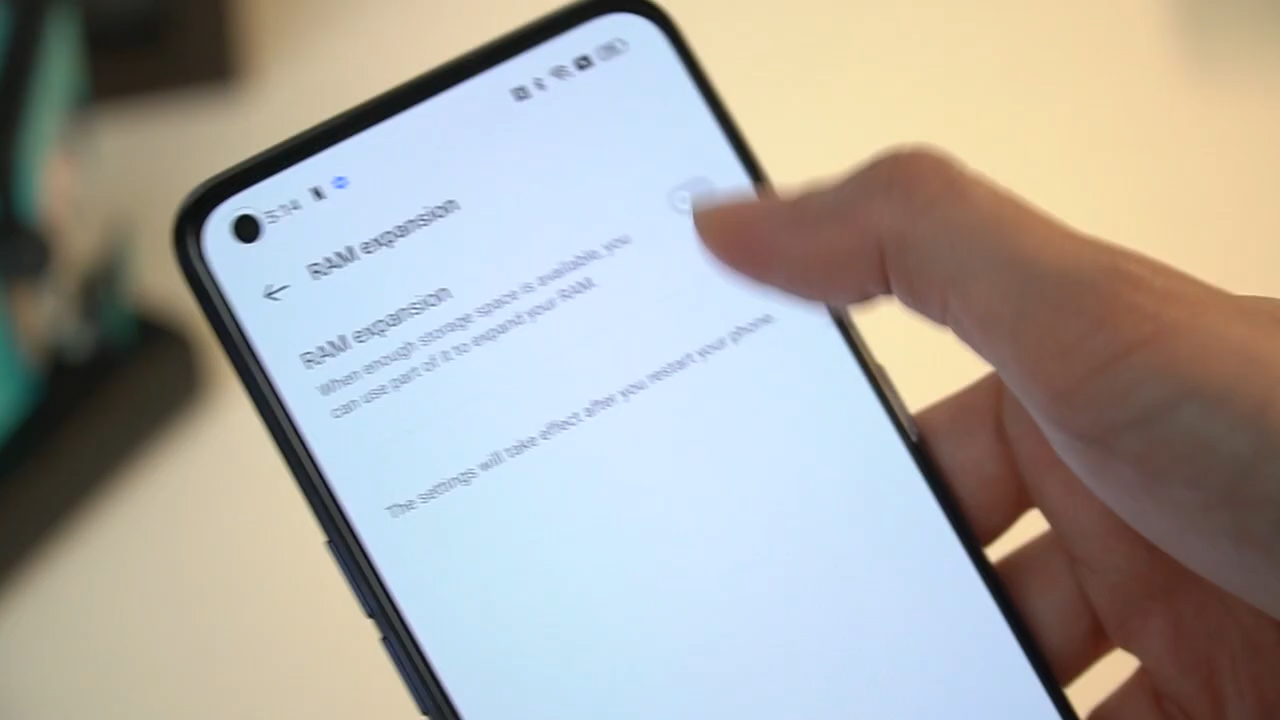 5:14
RAM expansion
RAM expansion
When enough storage space is available, you
can use part of it to expand your RAM.
The settings will take effect after you restart your phone.